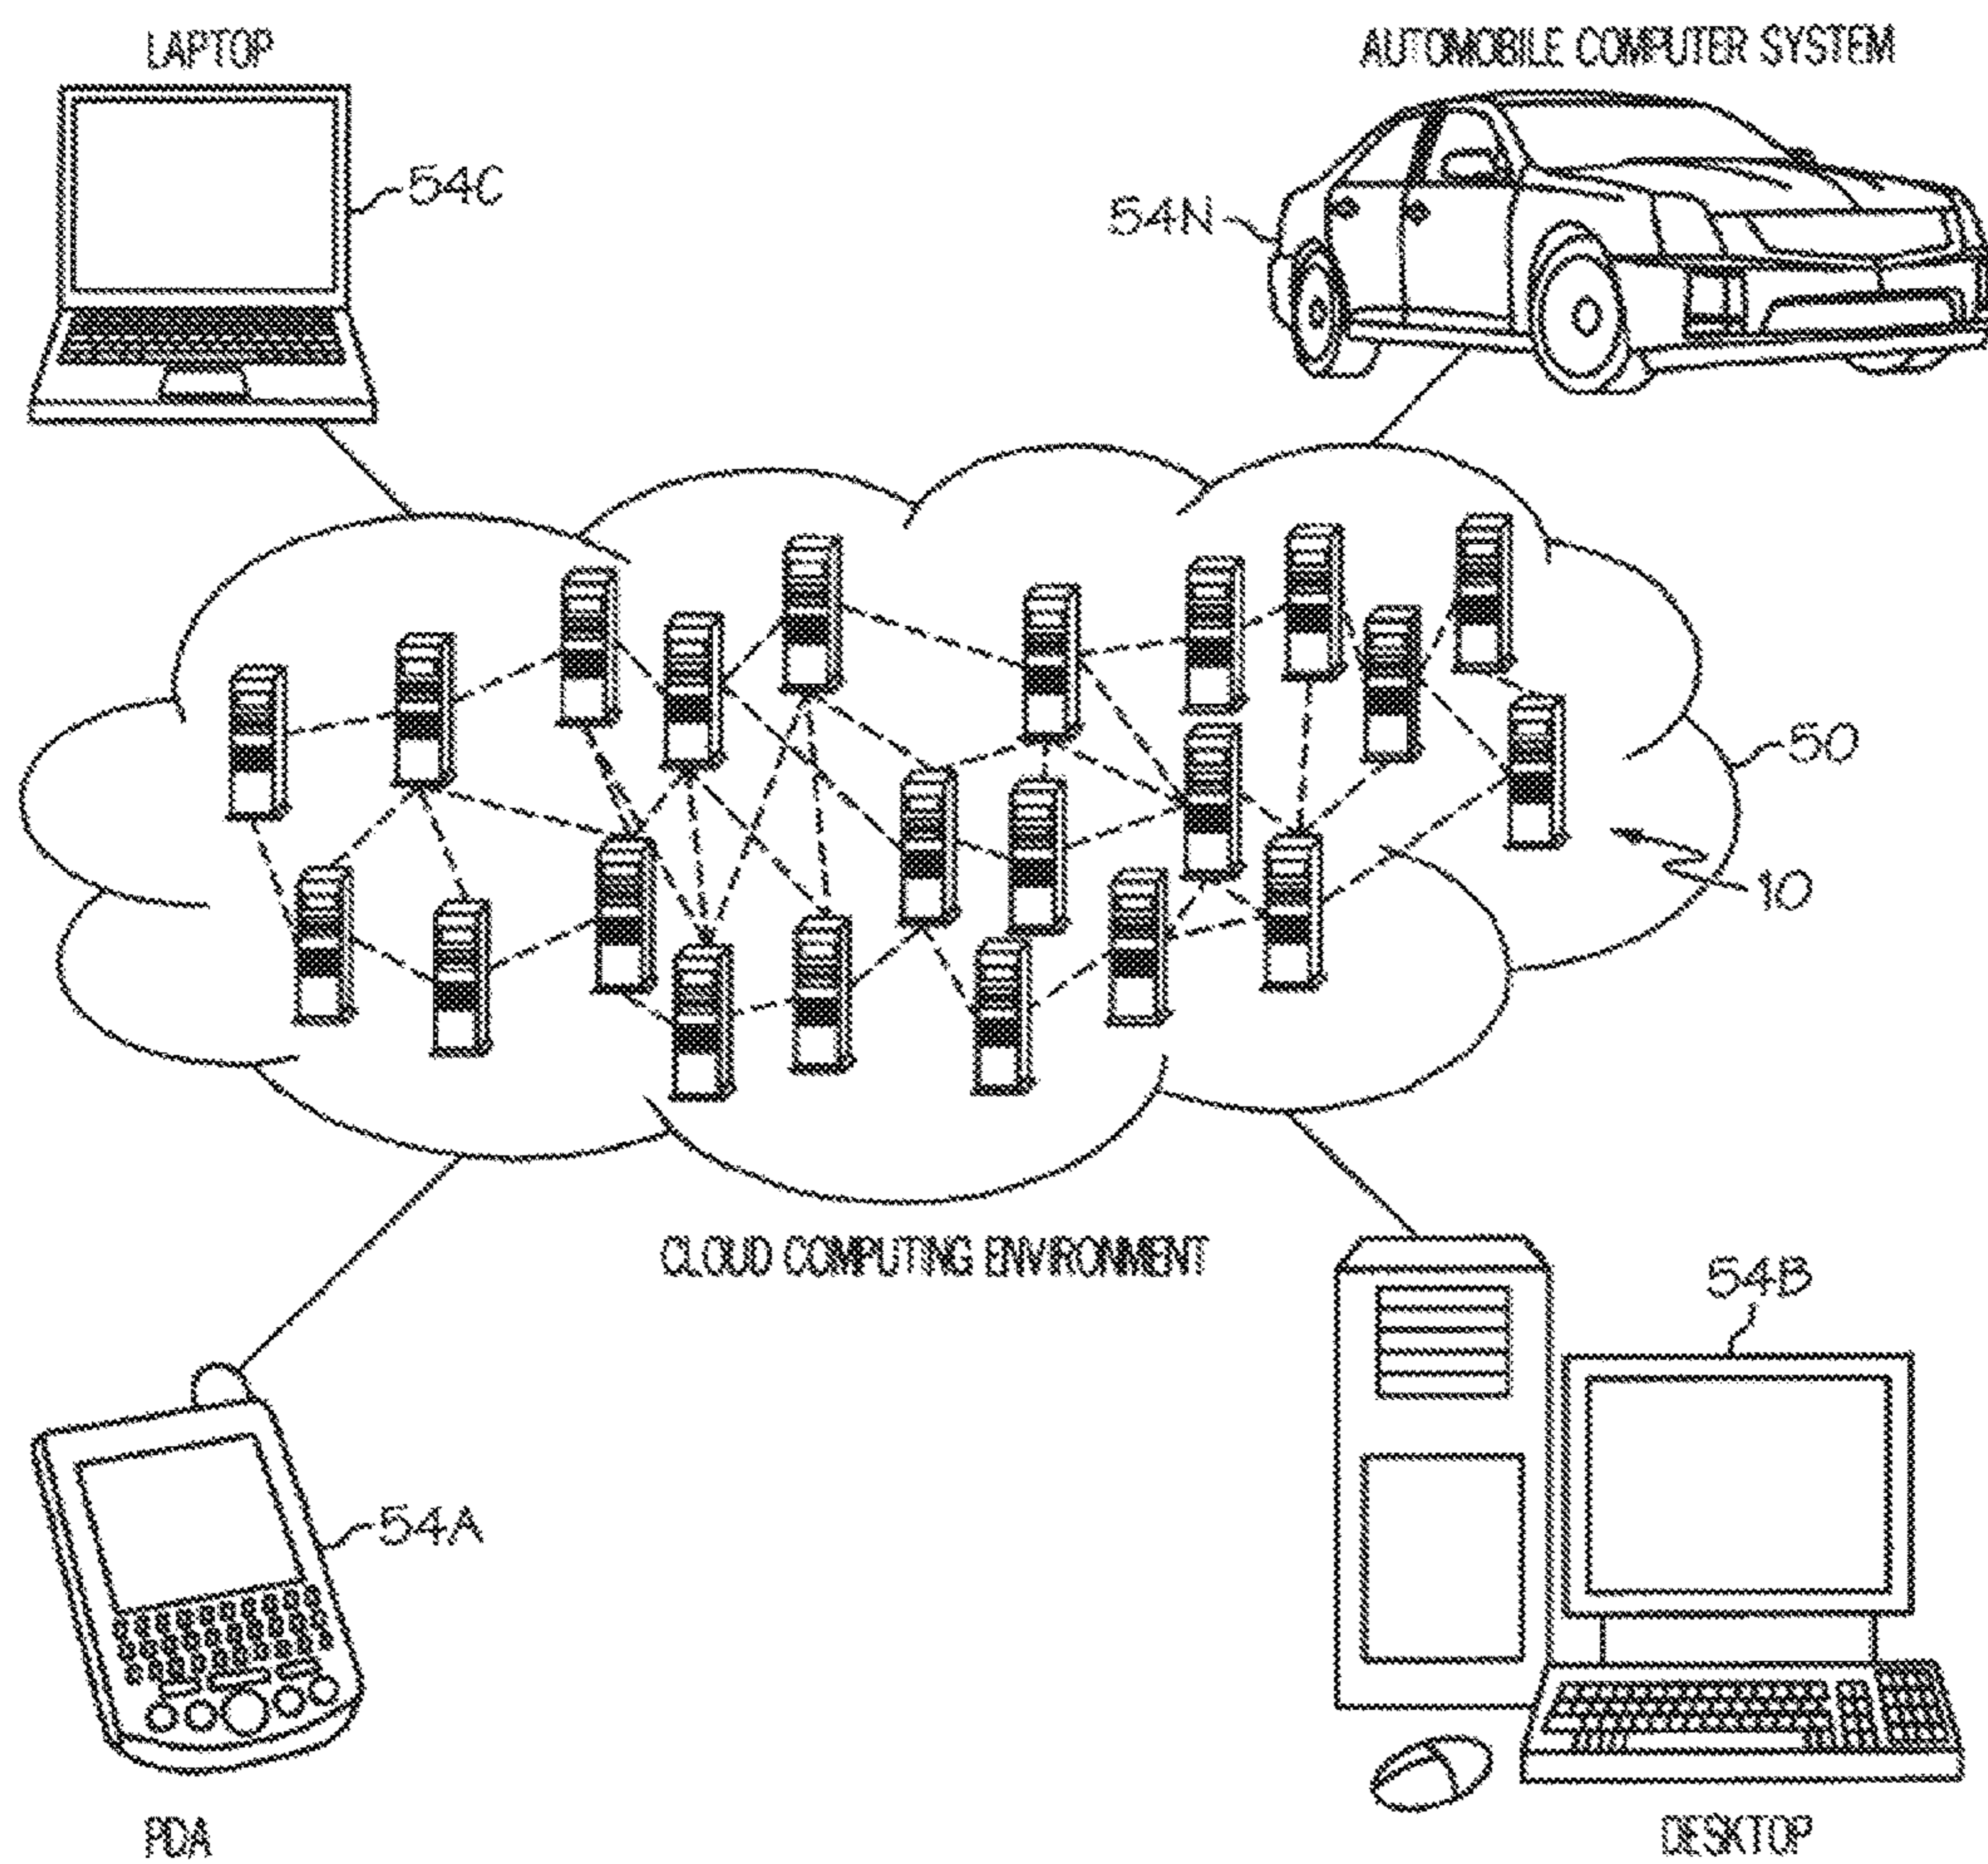 LAPTOP
AUTOMOBILE COMPUTER SYSTEM
54C
54N
50
10
CLOUD COMPUTING ENVIRONMENT
54B
54A
PDA
DESKTOP